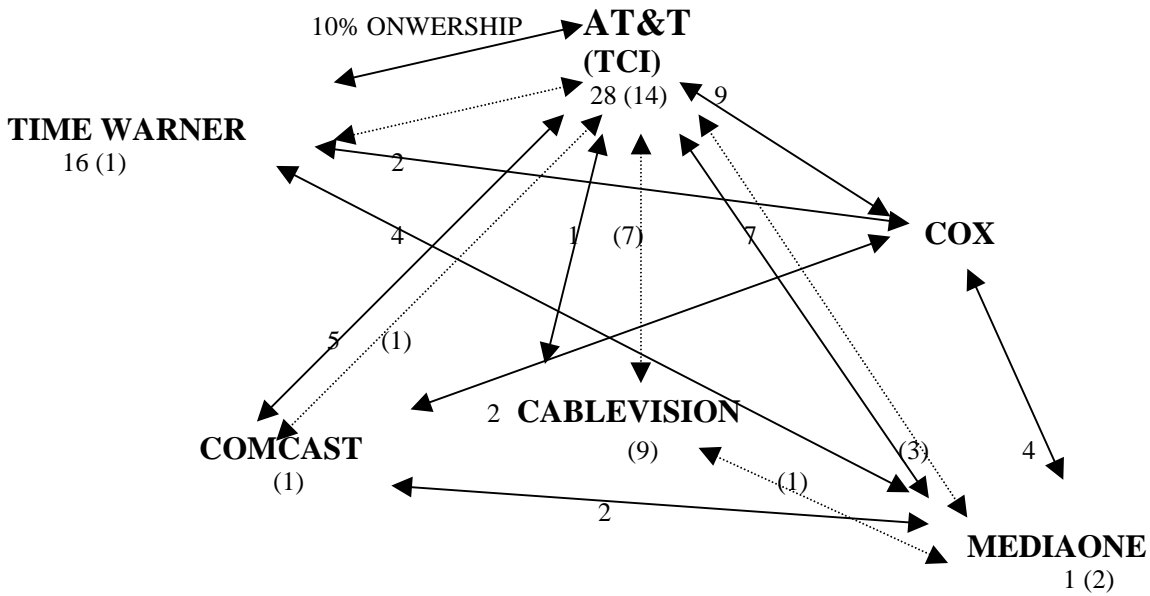 10% ONWERSHIP
AT&T
(TCI)
28 (14)
9
TIME WARNER
16 (1)
2
4
1
(7)
7
COX
5
(1)
2 CABLEVISION
(9)
COMCAST
(1)
(3)
4
(1)
2
MEDIAONE
1 (2)